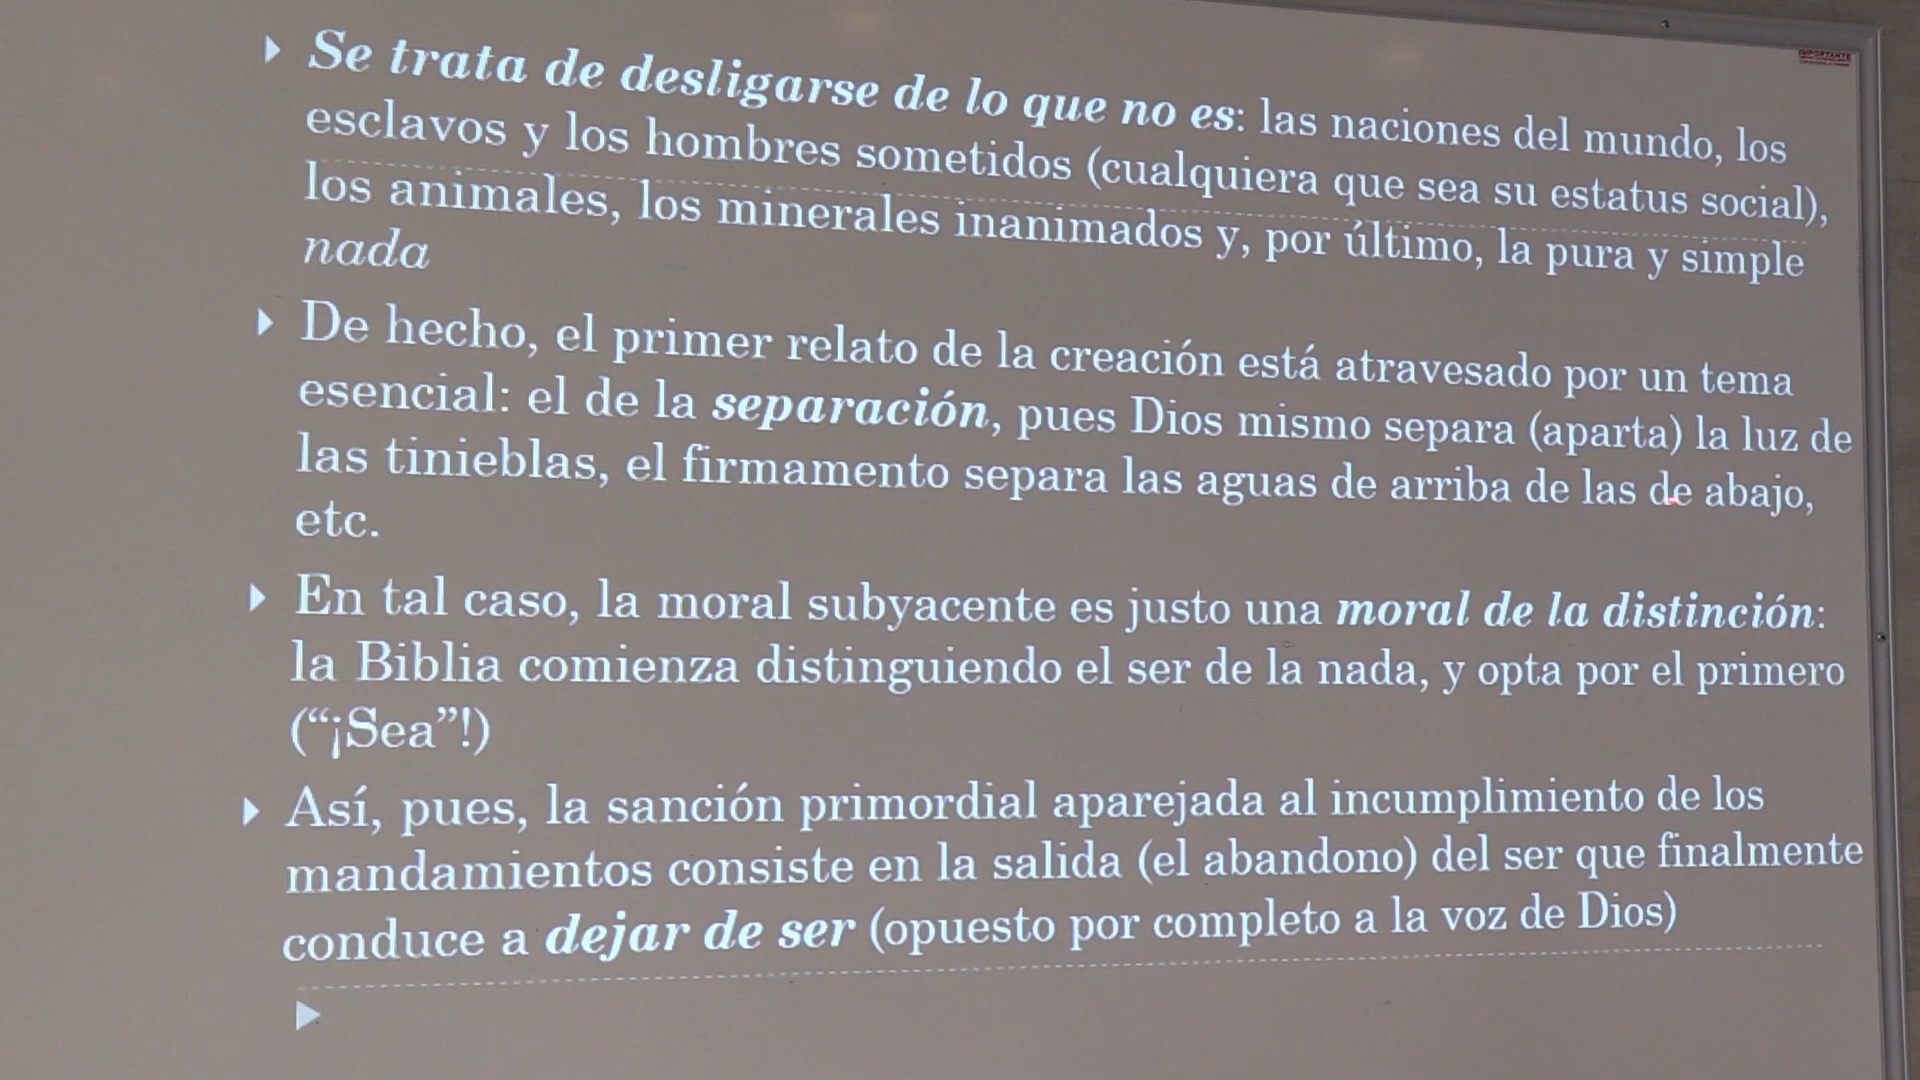 Se trata de desligarse de lo que no es: las naciones del mundo, los
esclavos y los hombres sometidos (cualquiera que sea su estatus social),
los animales, los minerales inanimados y, por último, la pura y simple
nada
De hecho, el primer relato de la creación está atravesado por un tema
esencial: el de la separación, pues Dios mismo separa (aparta) la luz de
las tinieblas, el firmamento separa las aguas de arriba de las de abajo,
etc.
En tal caso, la moral subyacente es justo una moral de la distinción:
la Biblia comienza distinguiendo el ser de la nada, y opta por el primero
(“¡Sea”!)
Así, pues, la sanción primordial aparejada al incumplimiento de los
mandamientos consiste en la salida (el abandono) del ser que finalmente
conduce a dejar de ser (opuesto por completo a la voz de Dios)
IMPORTANTE